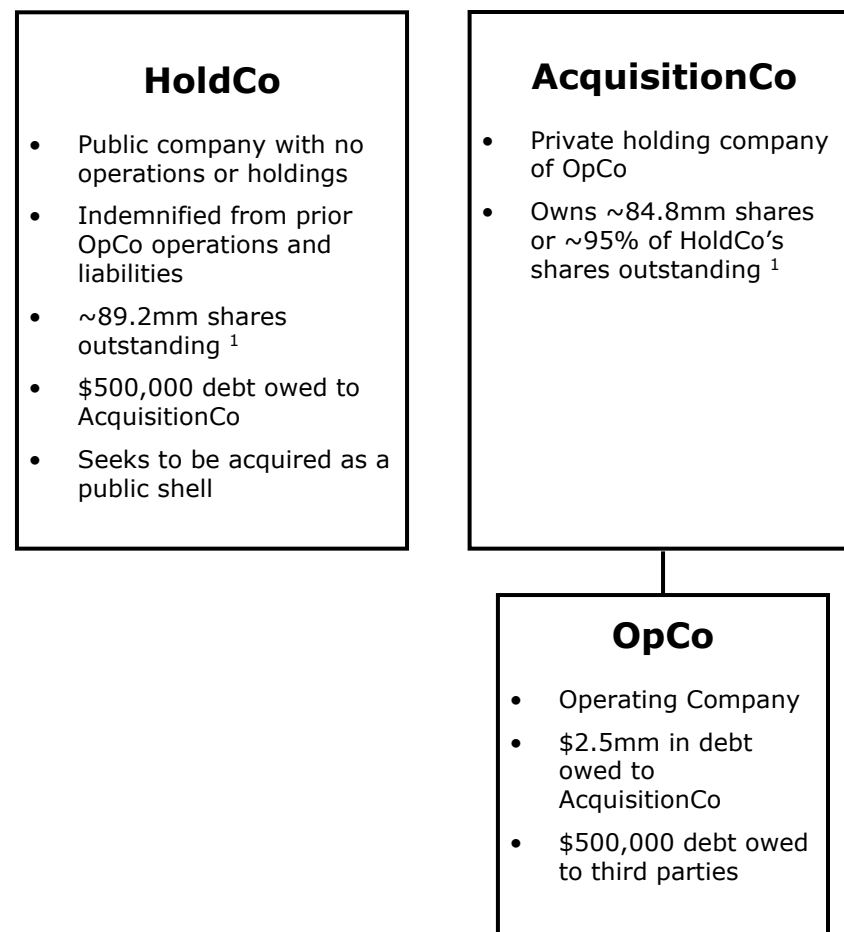 HoldCo
• Public company with no
operations or holdings
• Indemnified from prior
OpCo operations and
liabilities
• ~89.2mm shares
outstanding 1
• $500,000 debt owed to
AcquisitionCo
• Seeks to be acquired as a
public shell
AcquisitionCo
• Private holding company
of OpCo
• Owns ~84.8mm shares
or ~95% of HoldCo’s
shares outstanding 1
OpCo
• Operating Company
• $2.5mm in debt
owed to
AcquisitionCo
• $500,000 debt owed
to third parties